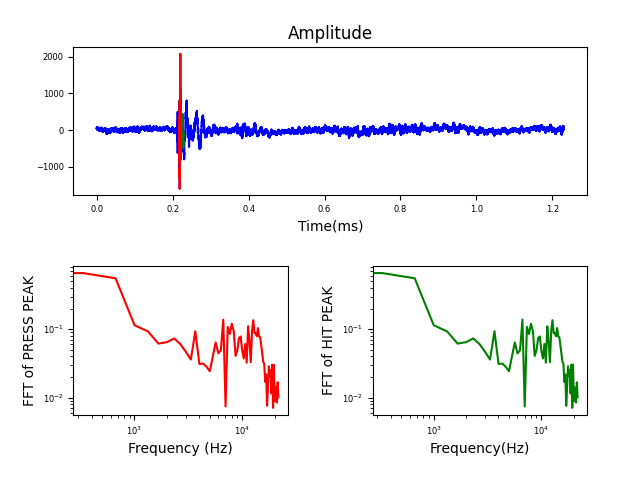 Amplitude
2000
1000
0
−1000
0.0 0.2 0.4 0.6 0.8 1.0 1.2
Time(ms)
FFT of PRESS PEAK
10⁻¹
10⁻²
10³ 10⁴
Frequency (Hz)
FFT of HIT PEAK
10⁻¹
10⁻²
10³ 10⁴
Frequency(Hz)